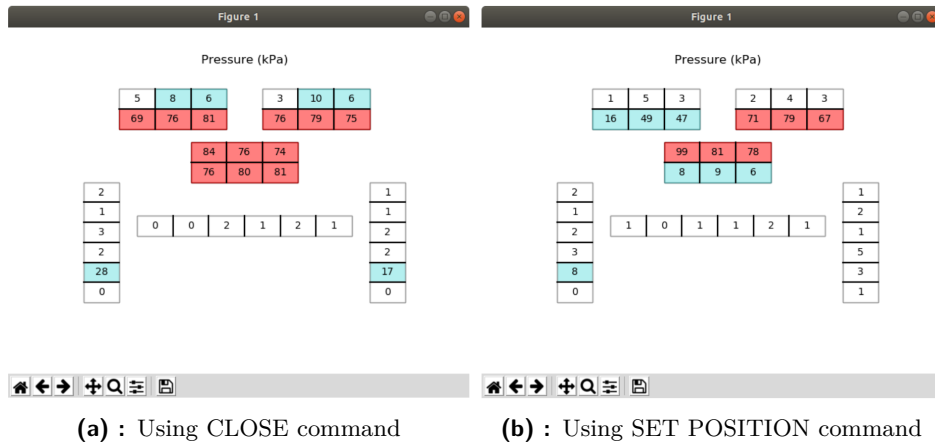 Figure 1
Pressure (kPa)
5 8 6 3 10 6
69 76 81 76 79 75
84 76 74
76 80 81
2 1
1 1
3 0 0 2 1 2 1 2
2 2
28 17
0 0
(a) : Using CLOSE command
Figure 1
Pressure (kPa)
1 5 3 2 4 3
16 49 47 71 79 67
99 81 78
8 9 6
2 1
1 2
2 1 0 1 1 2 1 1
3 5
8 3
0 1
(b) : Using SET POSITION command